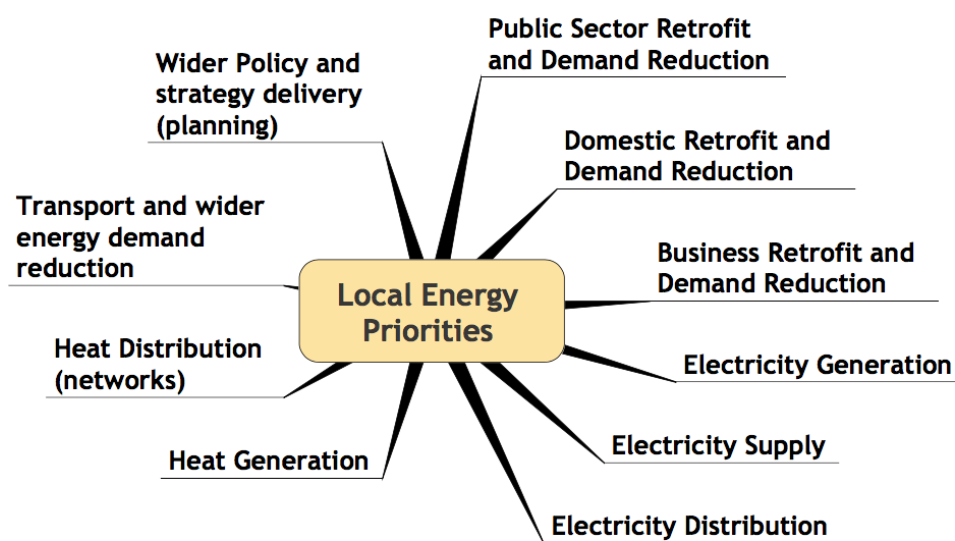 Public Sector Retrofit
and Demand Reduction
Wider Policy and
strategy delivery
(planning)
Domestic Retrofit and
Demand Reduction
Transport and wider
energy demand
reduction
Business Retrofit and
Demand Reduction
Local Energy
Priorities
Heat Distribution
(networks)
Electricity Generation
Heat Generation
Electricity Supply
Electricity Distribution